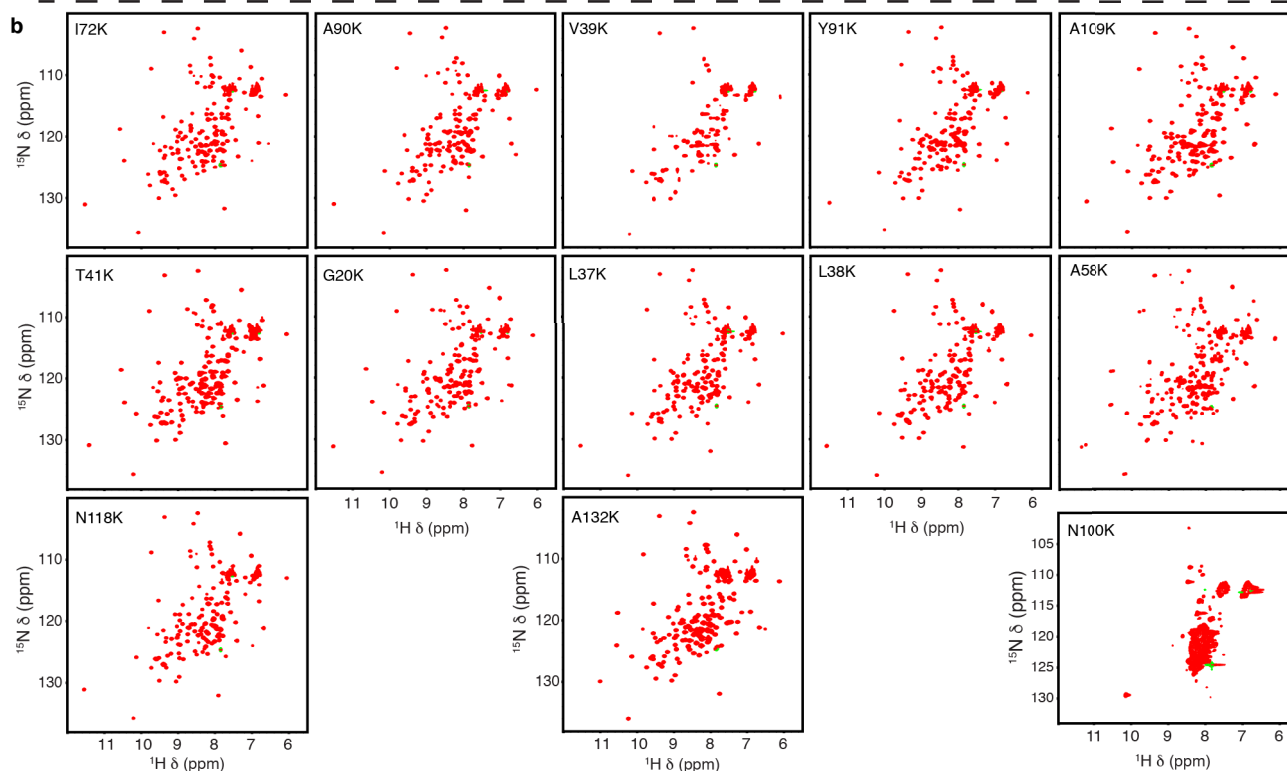 b
I72K
A90K
V39K
Y91K
A109K
110
120
130
¹⁵N δ (ppm)
T41K
G20K
L37K
L38K
A58K
110
120
130
¹⁵N δ (ppm)
11 10 9 8 7 6
¹H δ (ppm)
11 10 9 8 7 6
¹H δ (ppm)
N118K
A132K
N100K
110
120
130
¹⁵N δ (ppm)
11 10 9 8 7 6
¹H δ (ppm)
110
120
130
¹⁵N δ (ppm)
11 10 9 8 7 6
¹H δ (ppm)
105
110
115
120
125
130
¹⁵N δ (ppm)
11 10 9 8 7 6
¹H δ (ppm)